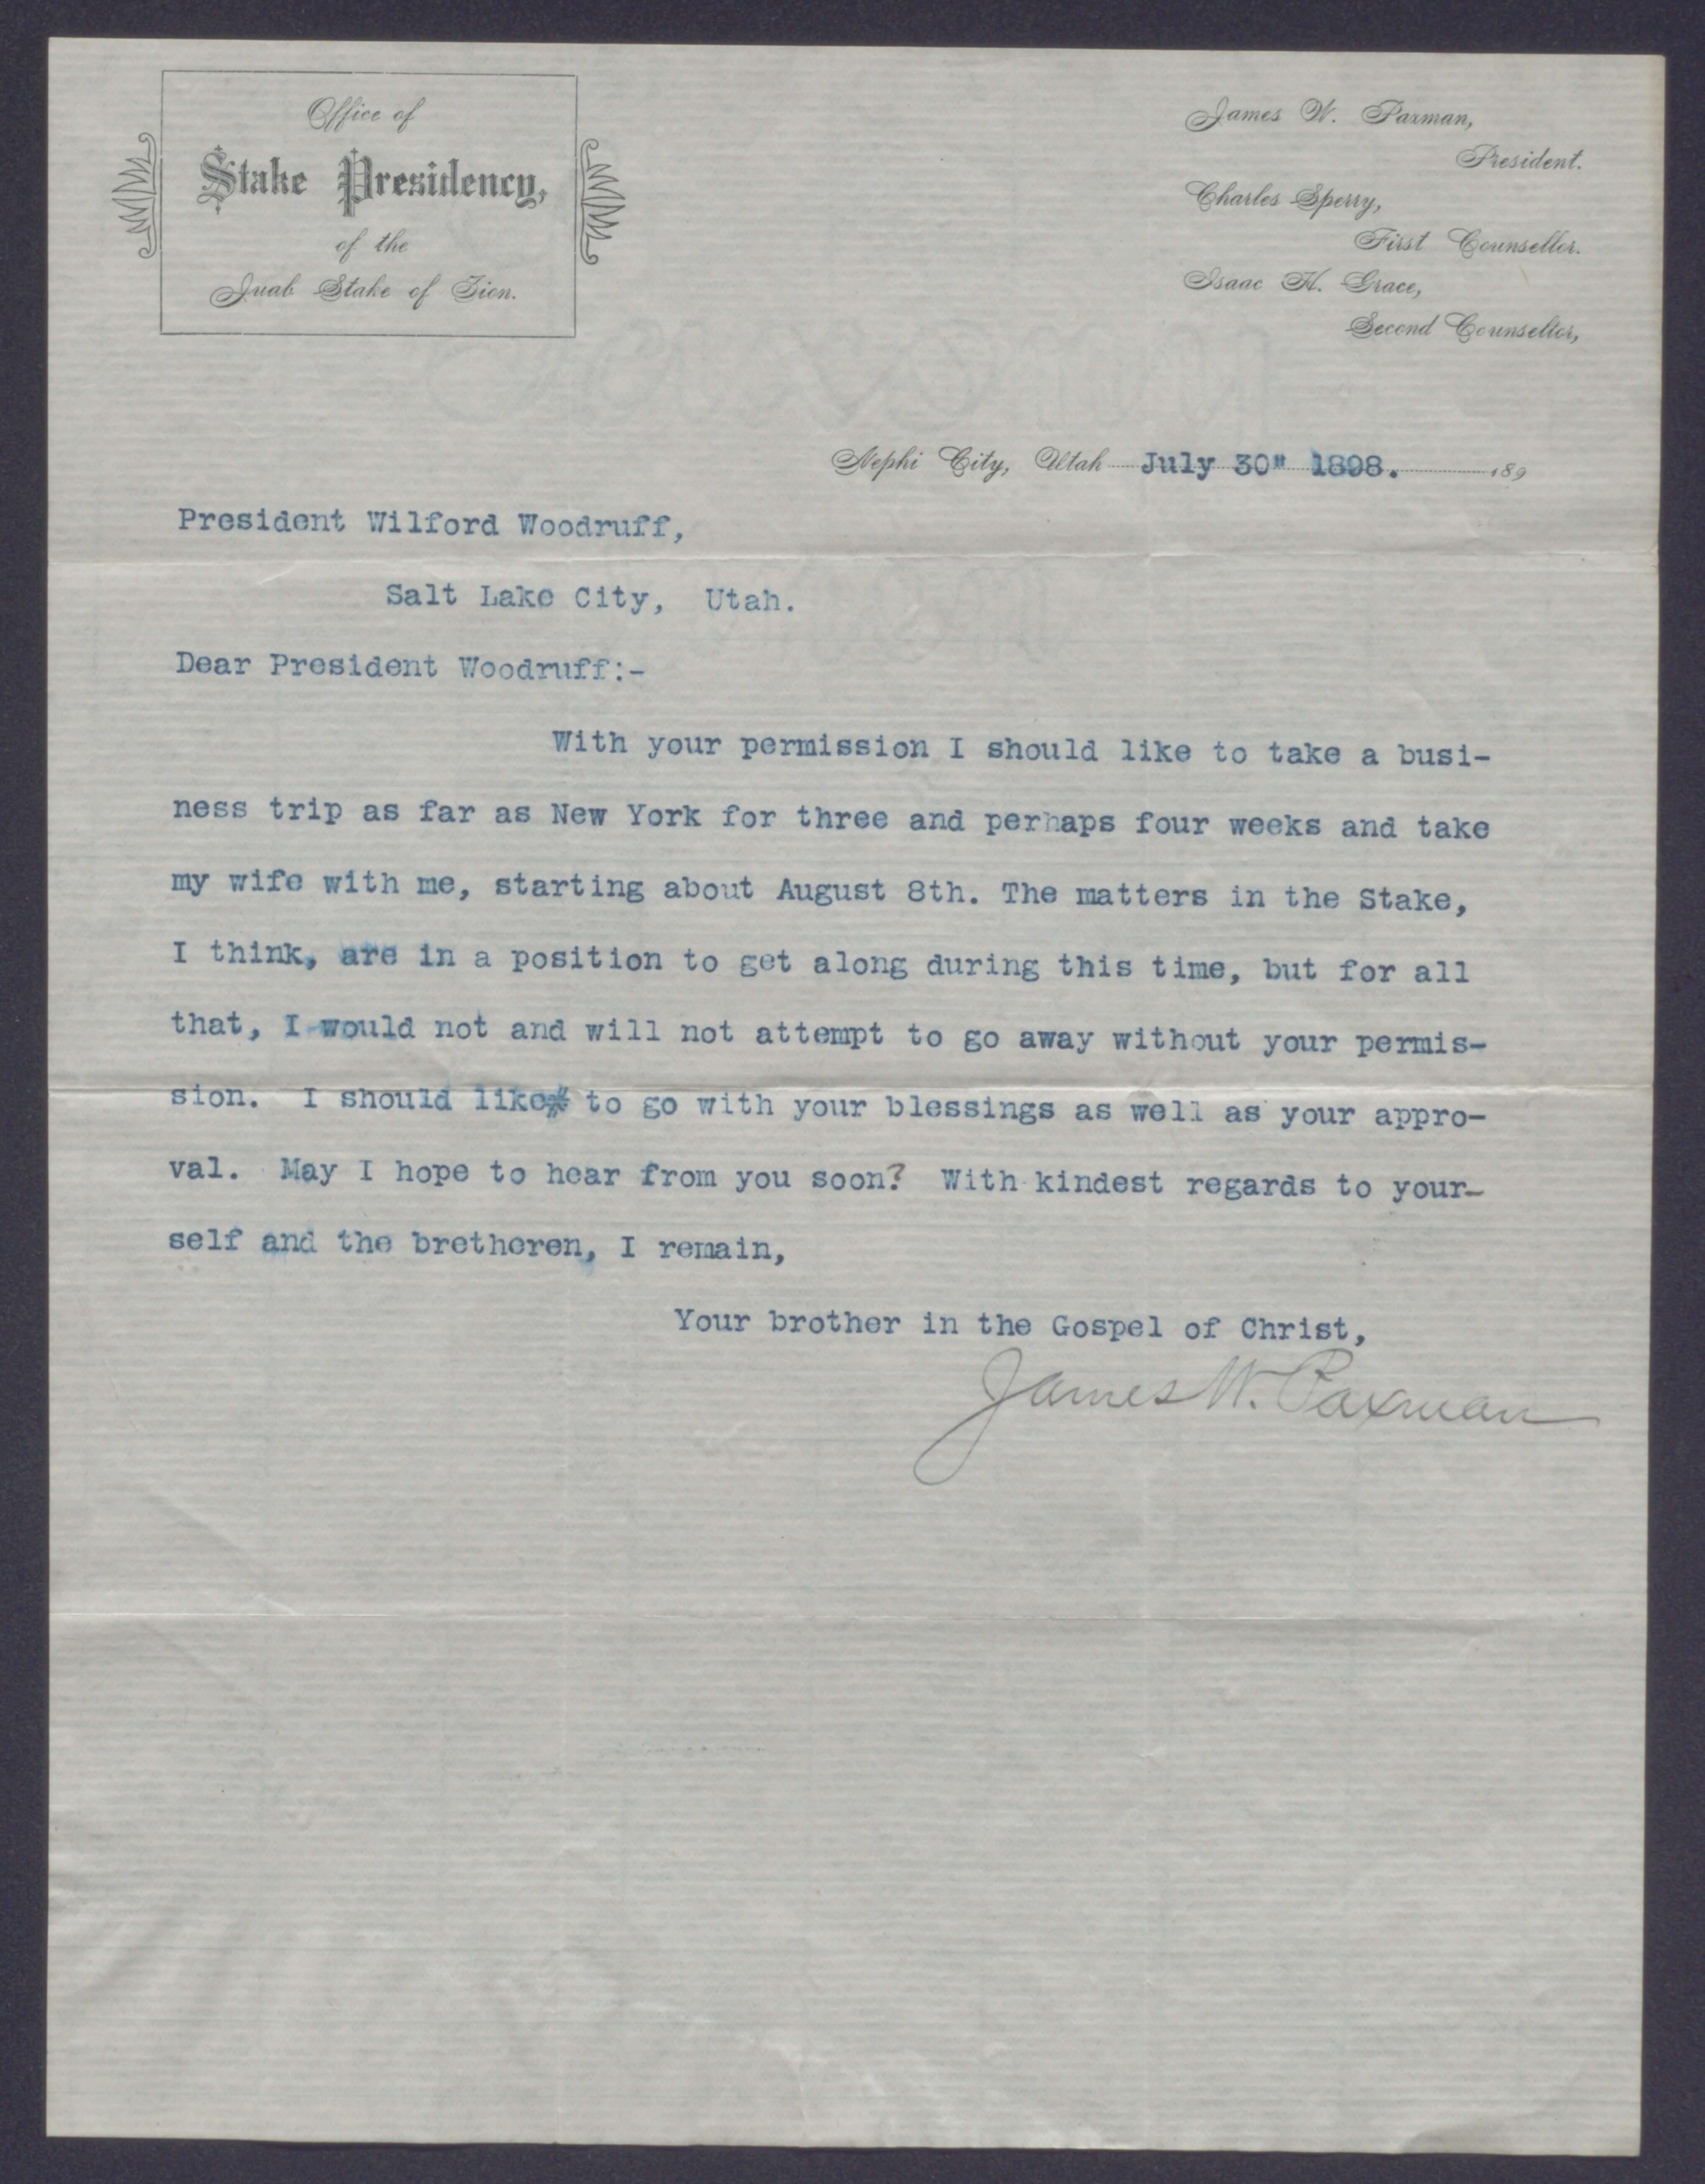 Office of
Stake Presidency,
of the
Juab Stake of Zion.
James W. Paxman,
President.
Charles Sperry,
First Counsellor.
Isaac H. Grace,
Second Counsellor,
Nephi City, Utah July 30" 1898. 189
President Wilford Woodruff,
Salt Lake City, Utah.
Dear President Woodruff:-
With your permission I should like to take a busi-
ness trip as far as New York for three and perhaps four weeks and take
my wife with me, starting about August 8th. The matters in the Stake,
I think, are in a position to get along during this time, but for all
that, I would not and will not attempt to go away without your permis-
sion. I should like to go with your blessings as well as your appro-
val. May I hope to hear from you soon? With kindest regards to your-
self and the bretheren, I remain,
Your brother in the Gospel of Christ,
James W. Paxman